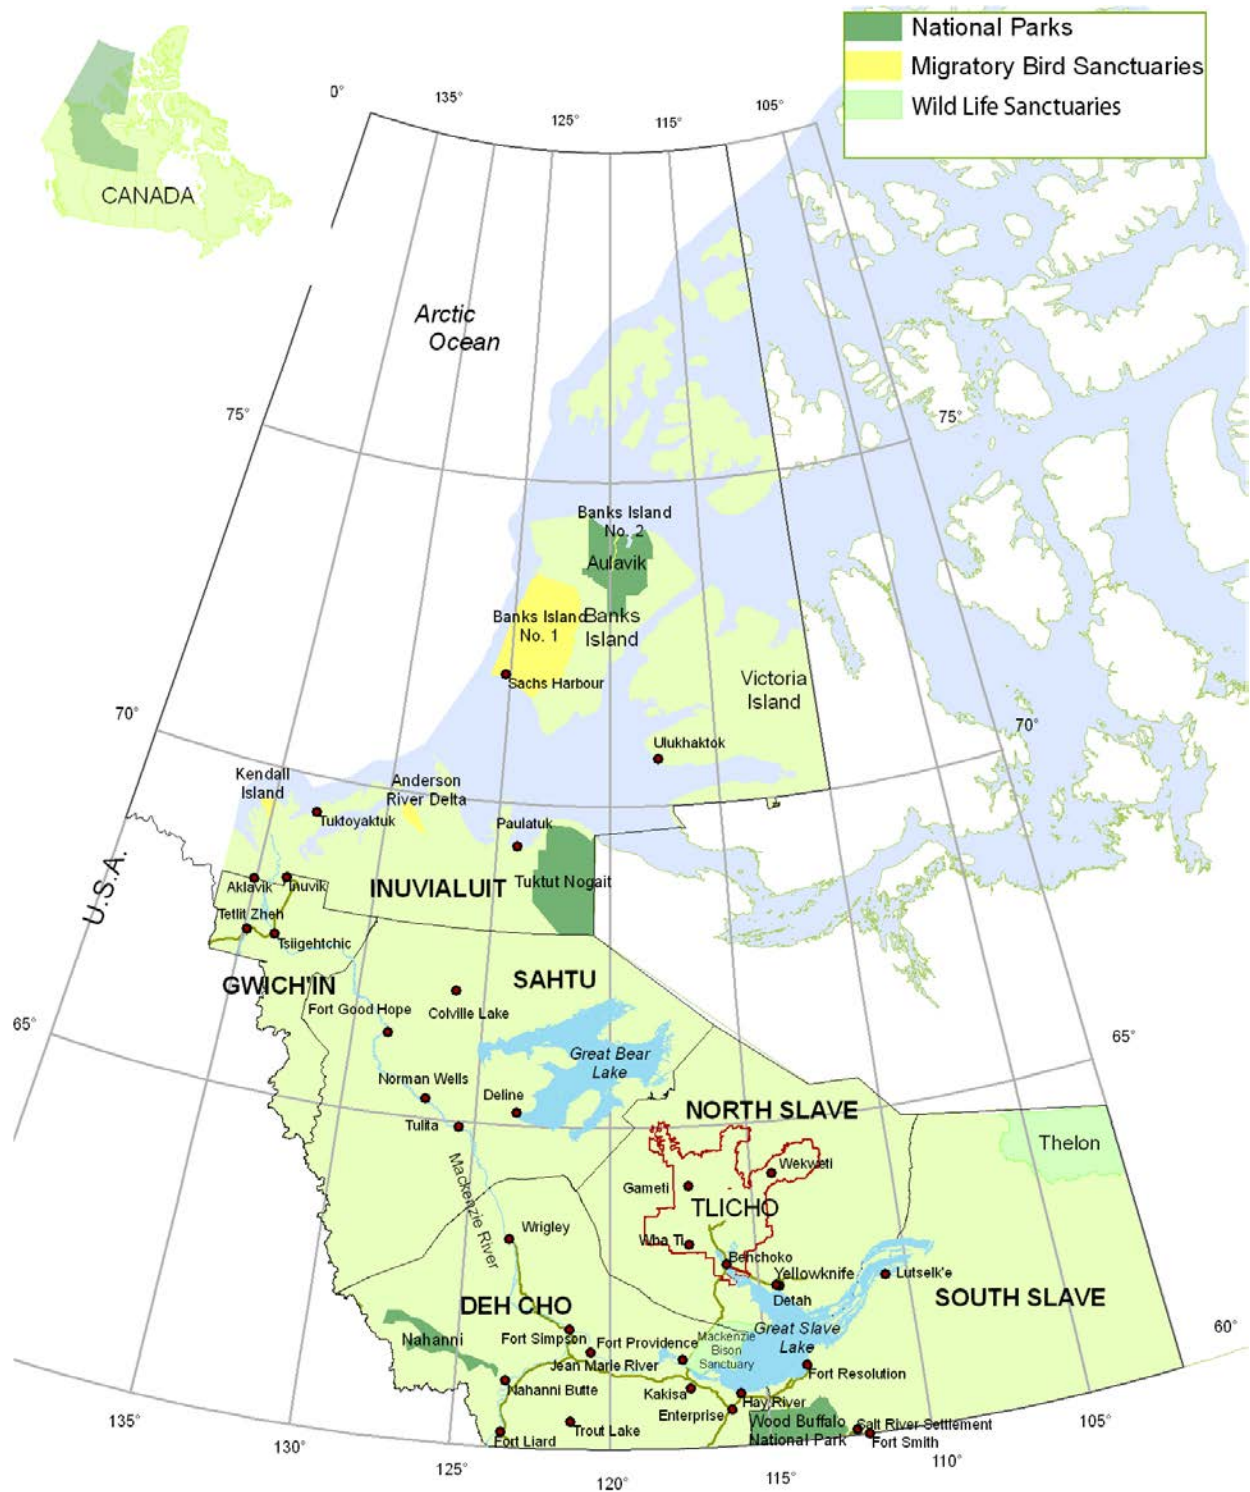 National Parks
Migratory Bird Sanctuaries
Wild Life Sanctuaries
CANADA
0°
135°
125°
115°
105°
Arctic
Ocean
75°
75°
Banks Island
No. 2
Aulavik
Banks Island
No. 1
Banks
Island
Sachs Harbour
Victoria
Island
70°
70°
Ulukhaktok
Kendall
Island
Anderson
River Delta
Tuktoyaktuk
Paulatuk
U.S.A.
Aklavik
Inuvik
INUVIALUIT
Tuktut Nogait
Tetlit Zheh
Tsiigehtchic
GWICH'IN
SAHTU
Fort Good Hope
Colville Lake
65°
65°
Great Bear
Lake
Norman Wells
Deline
Tulita
NORTH SLAVE
Thelon
Mackenzie River
Wekweti
Gameti
TLICHO
Wrigley
Wha Ti
Behchoko
Yellowknife
Detah
Lutselk'e
DEH CHO
SOUTH SLAVE
Nahanni
Fort Simpson
Fort Providence
Mackenzie
Bison
Sanctuary
Great Slave
Lake
60°
Jean Marie River
Fort Resolution
Nahanni Butte
Kakisa
Hay River
Enterprise
Trout Lake
Fort Liard
Wood Buffalo
National Park
Salt River Settlement
Fort Smith
135°
130°
125°
120°
115°
110°
105°